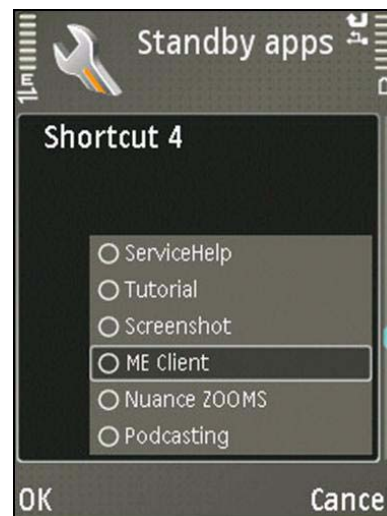 Standby apps
Shortcut 4
ServiceHelp
Tutorial
Screenshot
ME Client
Nuance ZOOMS
Podcasting
OK Cance